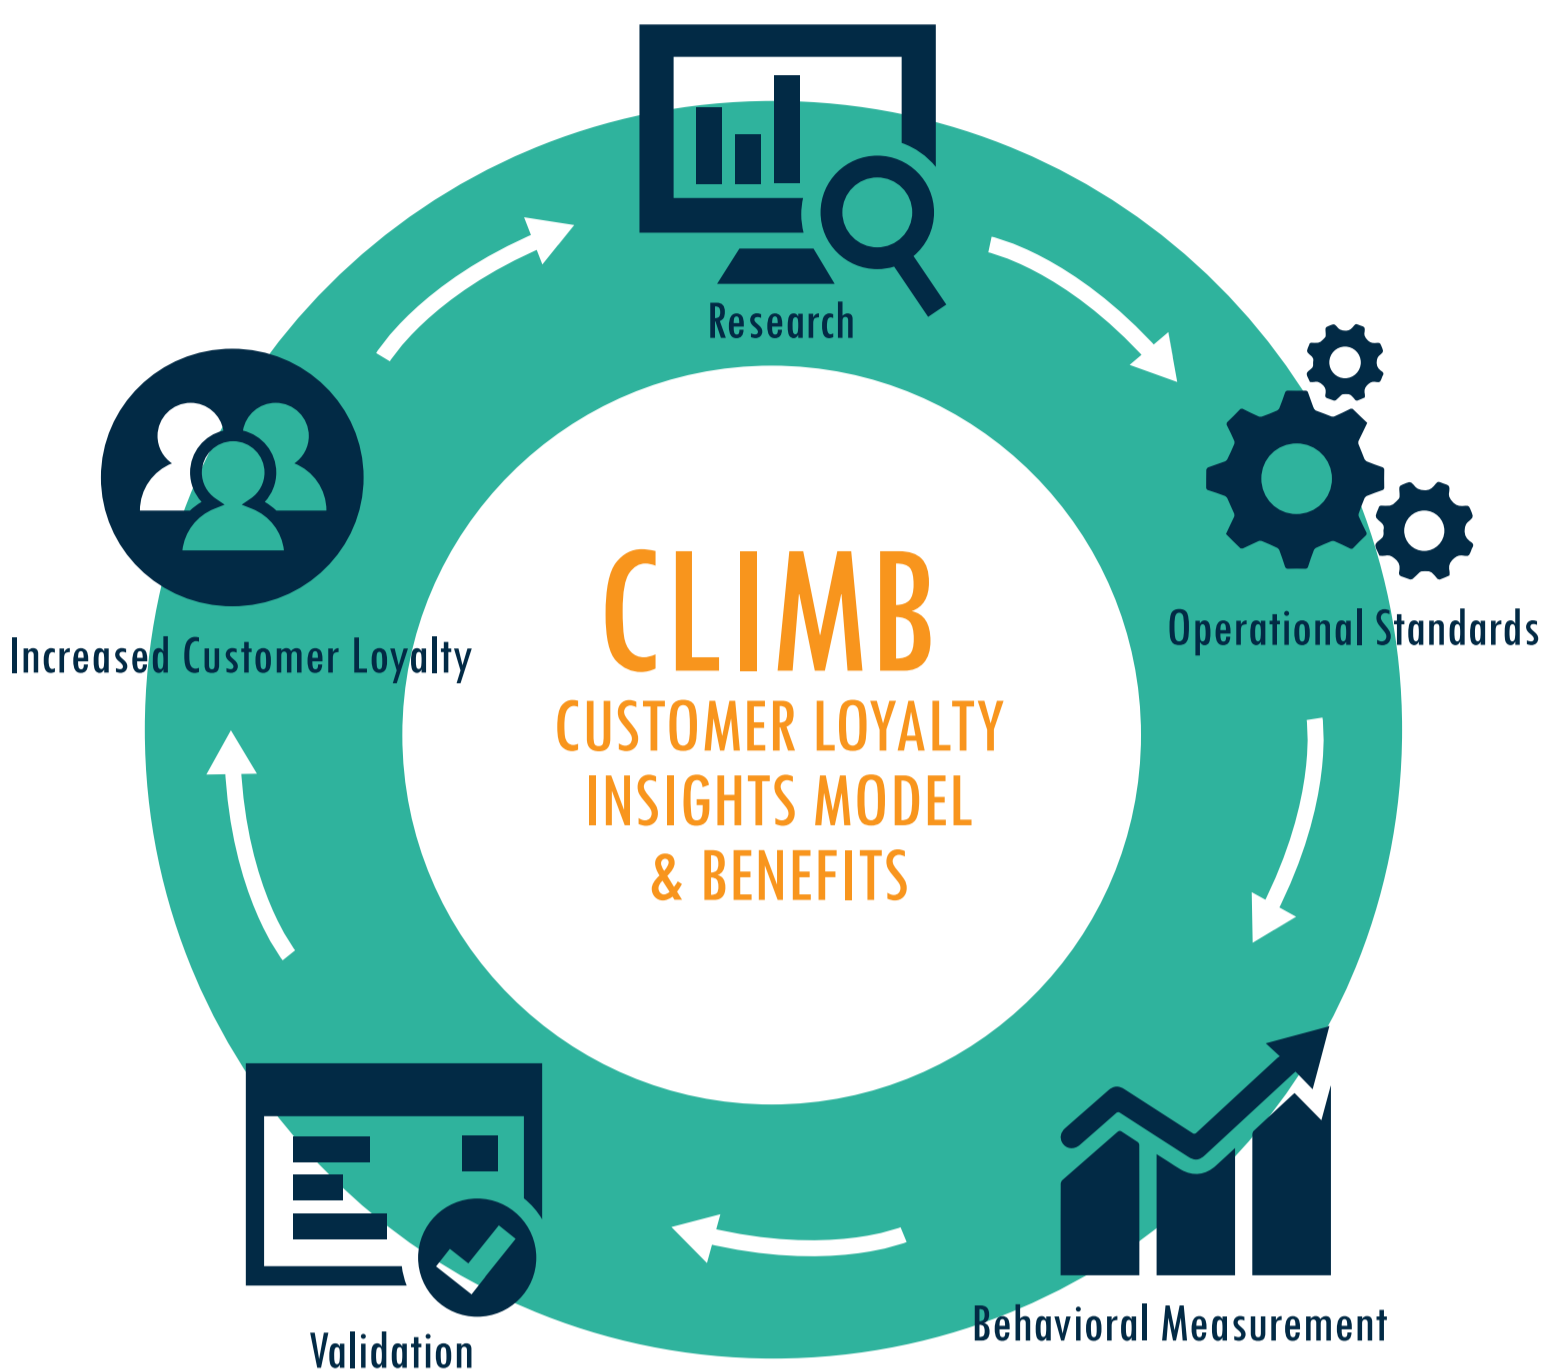 Research
Operational Standards
Increased Customer Loyalty
CLIMB
CUSTOMER LOYALTY
INSIGHTS MODEL
& BENEFITS
Behavioral Measurement
Validation